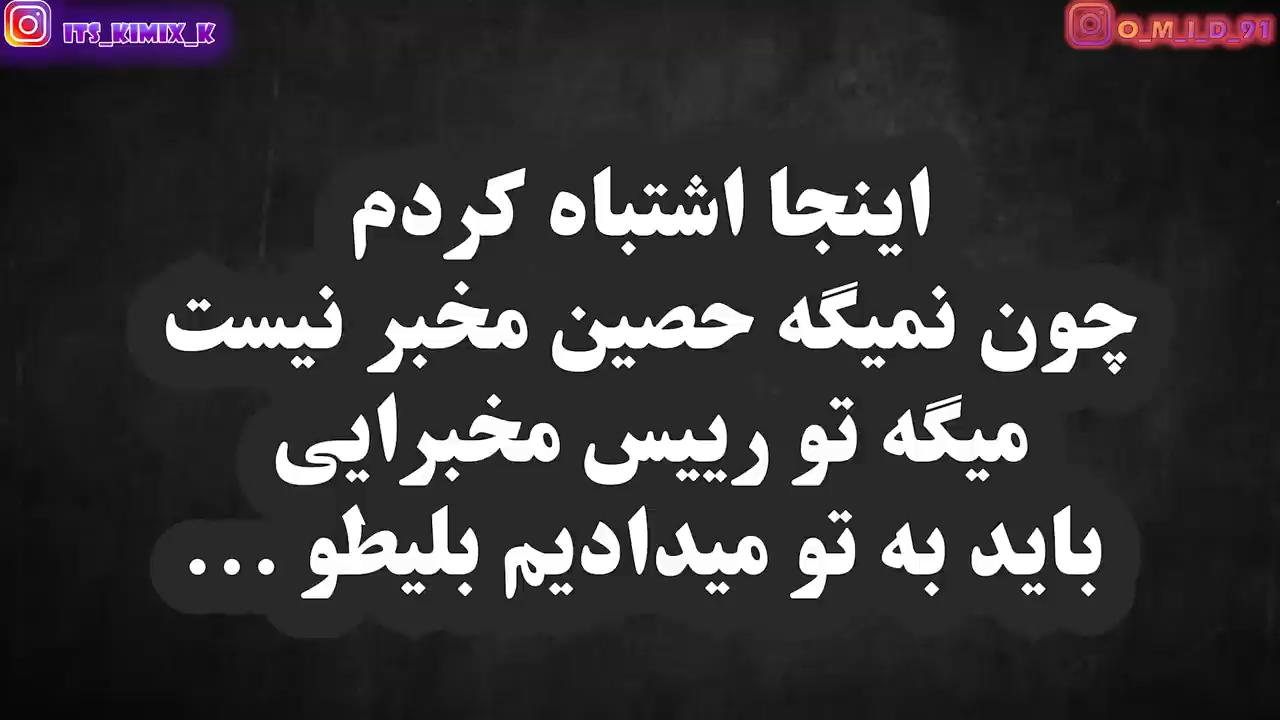 ITS_KIMIX_K
O_M_I_D_91
اینجا اشتباه کردم
چون نمیگه حصین مخبر نیست
میگه تو رییس مخبرایی
باید به تو میدادیم بلیطو ...